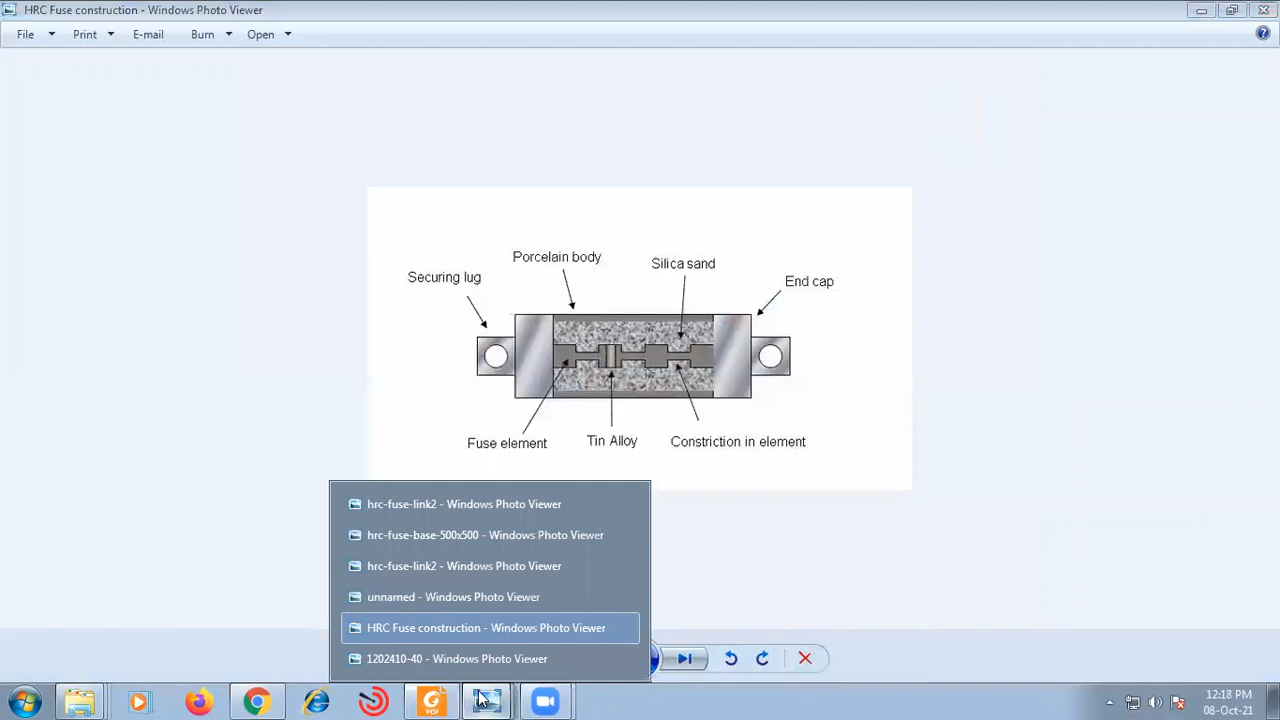 HRC Fuse construction - Windows Photo Viewer
File Print E-mail Burn Open
Porcelain body
Silica sand
Securing lug
End cap
Fuse element
Tin Alloy
Constriction in element
hrc-fuse-link2 - Windows Photo Viewer
hrc-fuse-base-500x500 - Windows Photo Viewer
hrc-fuse-link2 - Windows Photo Viewer
unnamed - Windows Photo Viewer
HRC Fuse construction - Windows Photo Viewer
1202410-40 - Windows Photo Viewer
PDF
12:18 PM
08-Oct-21